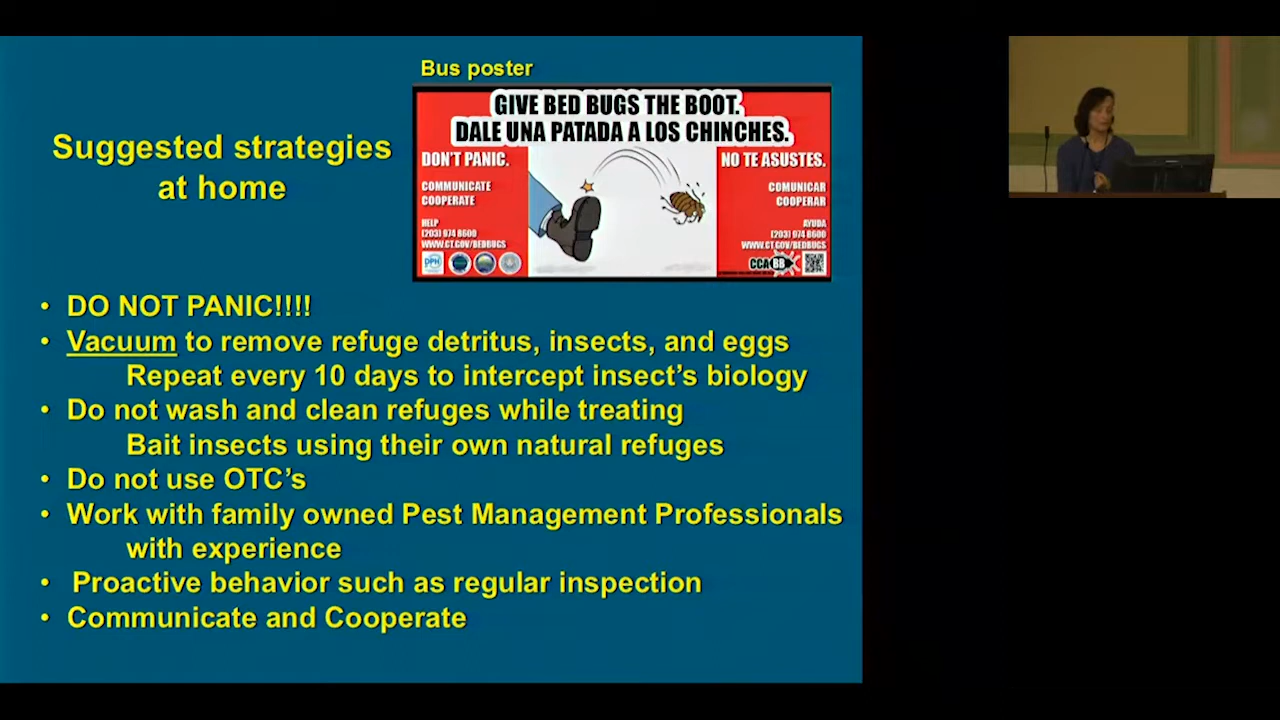 Bus poster
Suggested strategies
at home
GIVE BED BUGS THE BOOT.
DALE UNA PATADA A LOS CHINCHES.
DON'T PANIC.
COMMUNICATE
COOPERATE
HELP
(203) 974 8600
WWW.CT.GOV/BEDBUGS
DPH
NO TE ASUSTES.
COMUNICAR
COOPERAR
AYUDA
(203) 974 8600
WWW.CT.GOV/BEDBUGS
CCABB
• DO NOT PANIC!!!!
• Vacuum to remove refuge detritus, insects, and eggs
Repeat every 10 days to intercept insect's biology
• Do not wash and clean refuges while treating
Bait insects using their own natural refuges
• Do not use OTC's
• Work with family owned Pest Management Professionals
with experience
• Proactive behavior such as regular inspection
• Communicate and Cooperate